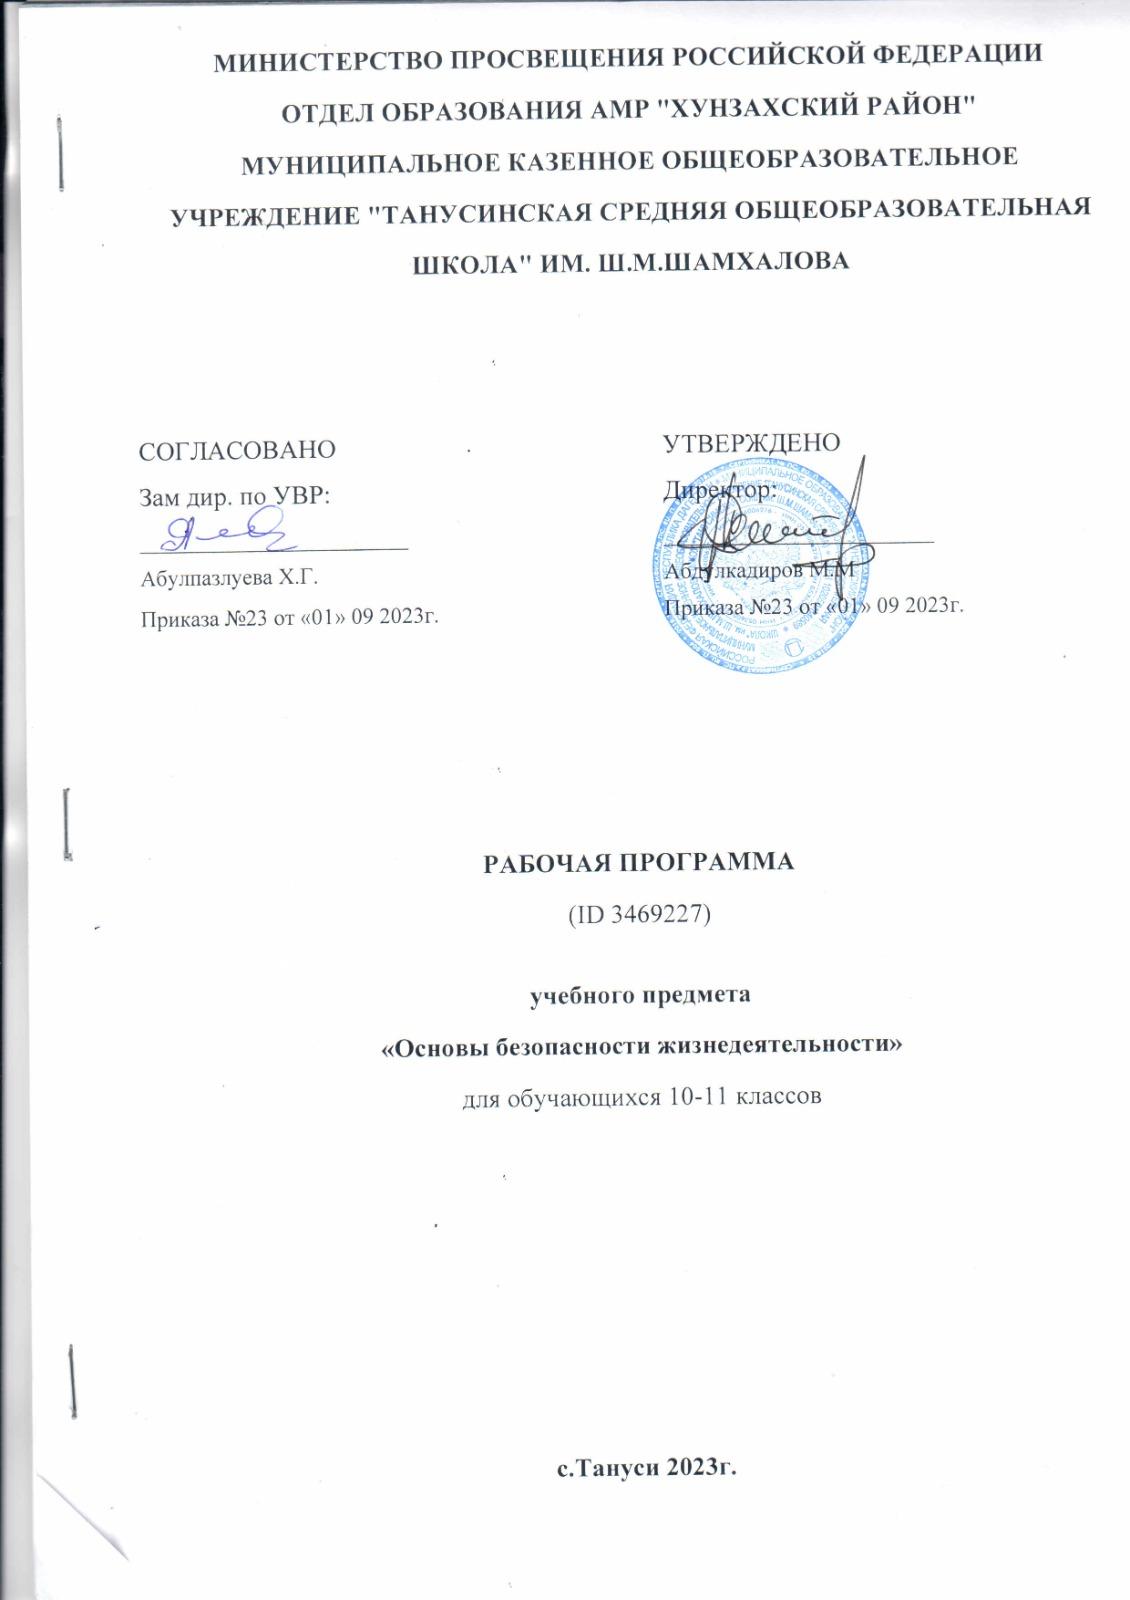 МИНИСТЕРСТВО ПРОСВЕЩЕНИЯ РОССИЙСКОЙ ФЕДЕРАЦИИ
ОТДЕЛ ОБРАЗОВАНИЯ АМР "ХУНЗАХСКИЙ РАЙОН"
МУНИЦИПАЛЬНОЕ КАЗЕННОЕ ОБЩЕОБРАЗОВАТЕЛЬНОЕ
УЧРЕЖДЕНИЕ "ТАНУСИНСКАЯ СРЕДНЯЯ ОБЩЕОБРАЗОВАТЕЛЬНАЯ
ШКОЛА" ИМ. Ш.М.ШАМХАЛОВА
СОГЛАСОВАНО
Зам дир. по УВР:
Абулпазлуева Х.Г.
Приказа №23 от «01» 09 2023г.
УТВЕРЖДЕНО
Директор:
Абдулкадиров М.М
Приказа №23 от «01» 09 2023г.
РАБОЧАЯ ПРОГРАММА
(ID 3469227)
учебного предмета
«Основы безопасности жизнедеятельности»
для обучающихся 10-11 классов
с.Тануси 2023г.